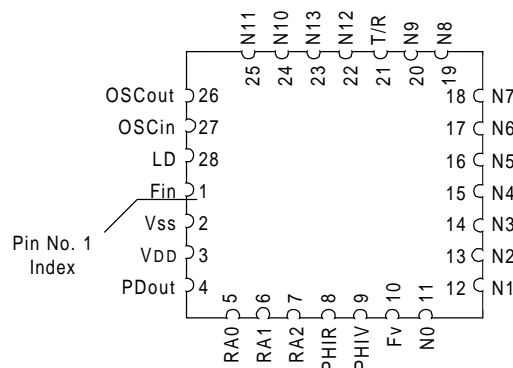 N11 N10 N13 N12 T/R N9 N8
25 24 23 22 21 20 19
OSCout 26
OSCin 27
LD 28
Fin 1
Vss 2
VDD 3
PDout 4
Pin No. 1
Index
18 N7
17 N6
16 N5
15 N4
14 N3
13 N2
12 N1
5 6 7 8 9 10 11
RA0 RA1 RA2 PHIR PHIV Fv N0